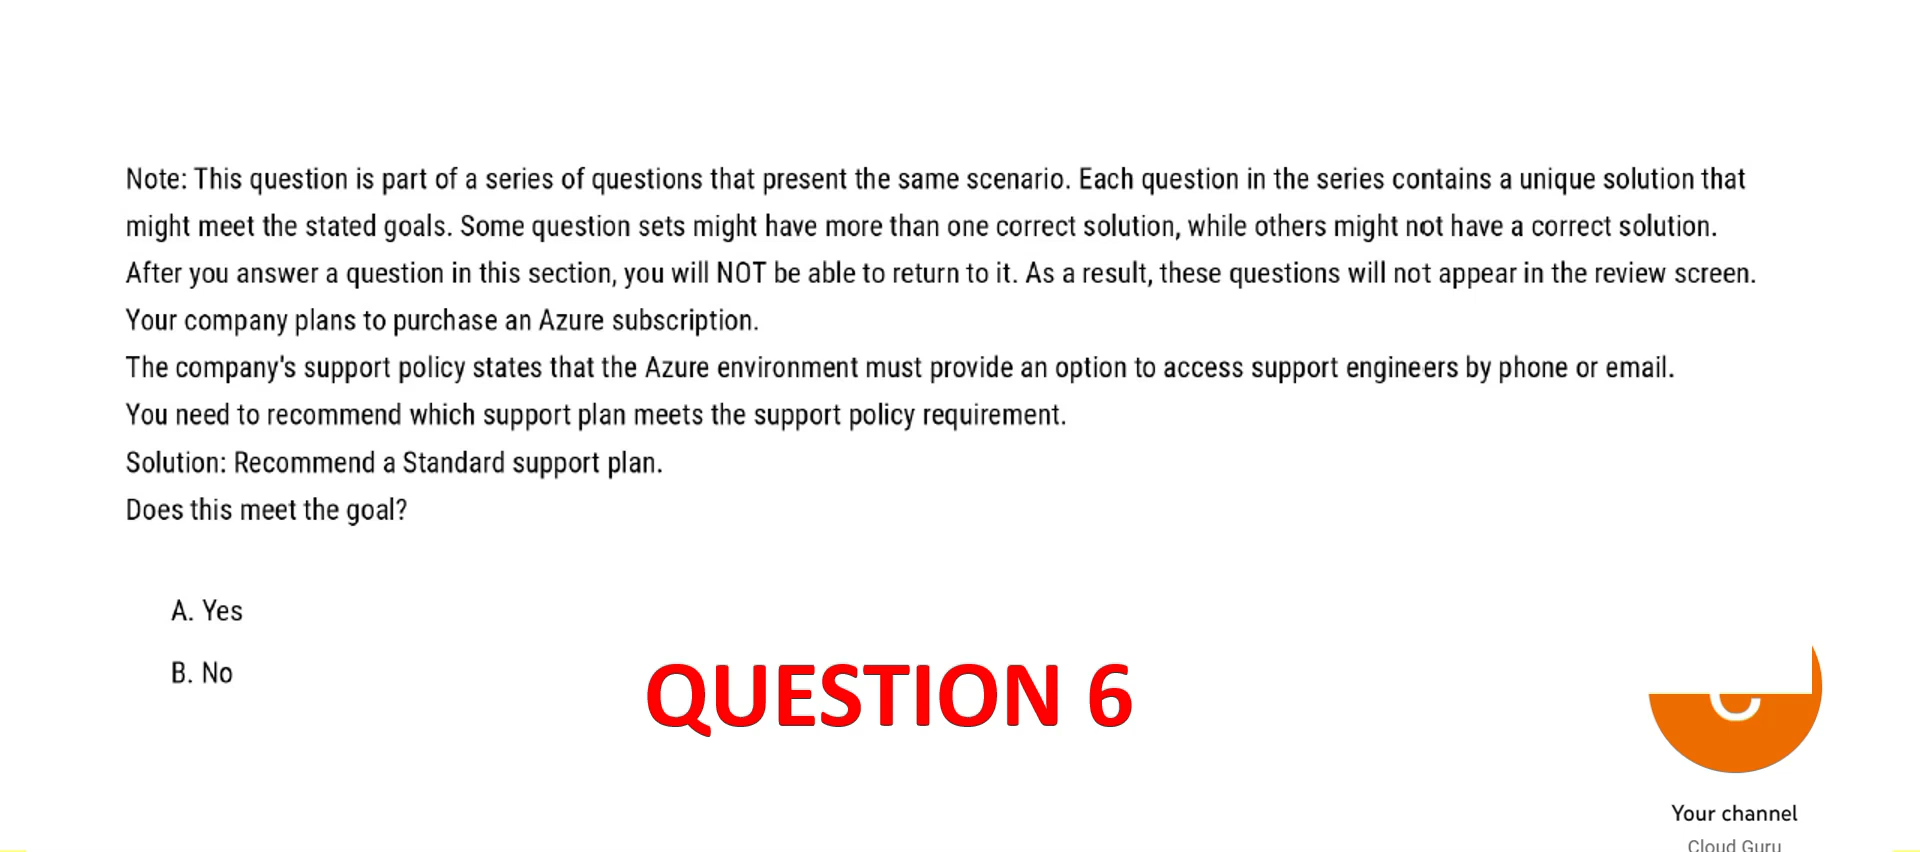 Note: This question is part of a series of questions that present the same scenario. Each question in the series contains a unique solution that
might meet the stated goals. Some question sets might have more than one correct solution, while others might not have a correct solution.
After you answer a question in this section, you will NOT be able to return to it. As a result, these questions will not appear in the review screen.
Your company plans to purchase an Azure subscription.
The company's support policy states that the Azure environment must provide an option to access support engineers by phone or email.
You need to recommend which support plan meets the support policy requirement.
Solution: Recommend a Standard support plan.
Does this meet the goal?
A. Yes
B. No
QUESTION 6
Your channel
Cloud Guru